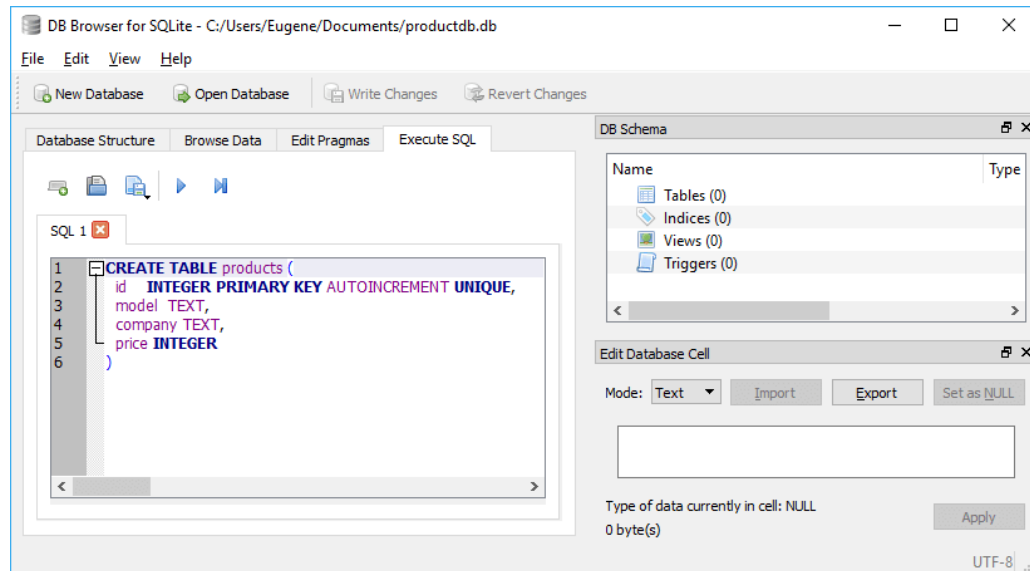 DB Browser for SQLite - C:/Users/Eugene/Documents/productdb.db
File Edit View Help
New Database Open Database Write Changes Revert Changes
Database Structure Browse Data Edit Pragmas Execute SQL
SQL 1
1 CREATE TABLE products (
2 id INTEGER PRIMARY KEY AUTOINCREMENT UNIQUE,
3 model TEXT,
4 company TEXT,
5 price INTEGER
6 )
DB Schema
Name Type
Tables (0)
Indices (0)
Views (0)
Triggers (0)
Edit Database Cell
Mode: Text Import Export Set as NULL
Type of data currently in cell: NULL
0 byte(s)
Apply
UTF-8